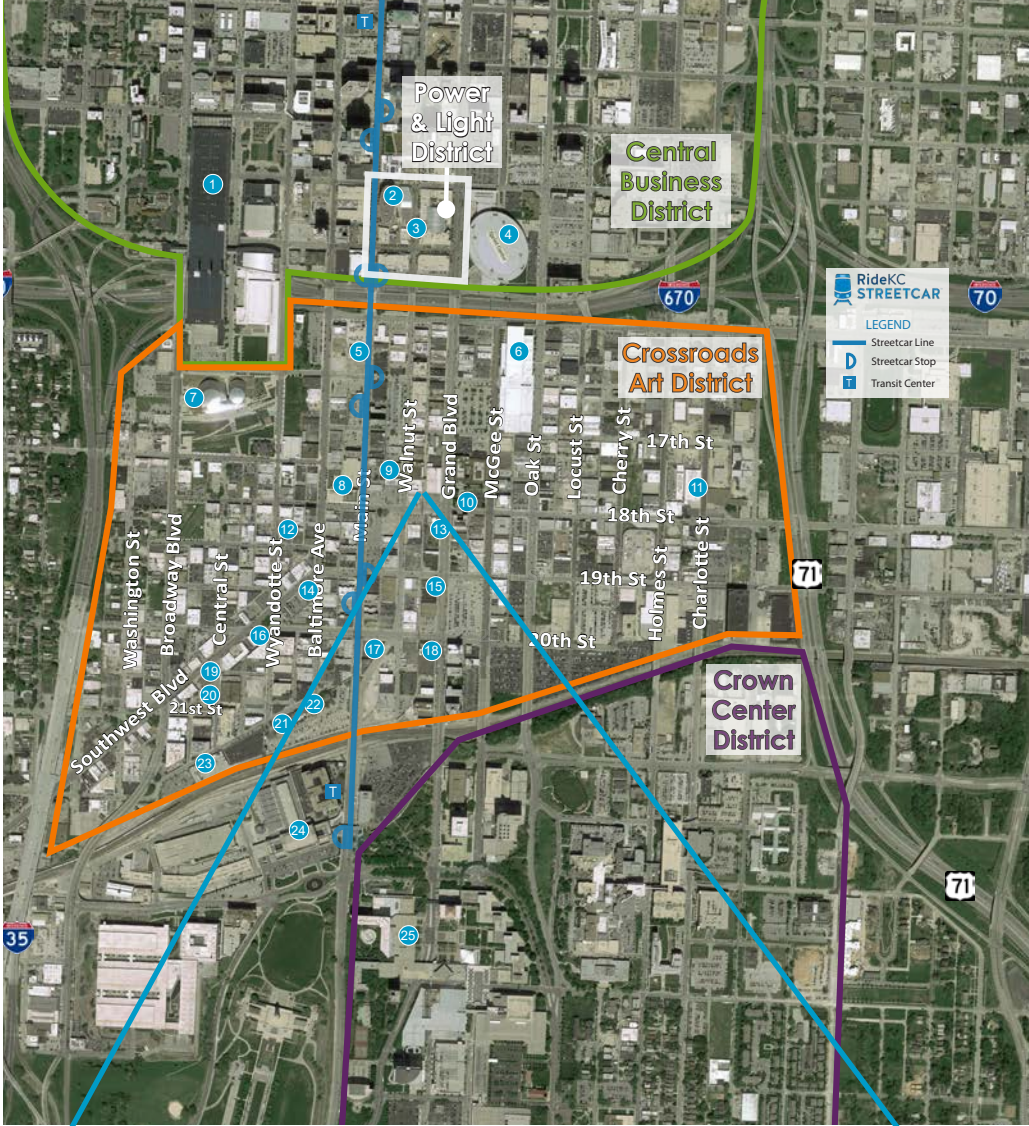 T
Power
& Light
District
Central
Business
District
1
2
3
4
RideKC
STREETCAR
LEGEND
Streetcar Line
Streetcar Stop
T
Transit Center
670
70
5
6
Crossroads
Art District
7
Walnut St
Grand Blvd
McGee St
Oak St
Locust St
Cherry St
17th St
8
9
10
11
Main St
18th St
12
13
Washington St
Broadway Blvd
Central St
Wyandotte St
Baltimore Ave
14
15
19th St
Holmes St
Charlotte St
71
16
17
18
20th St
19
20
Southwest Blvd
21st St
21
22
23
Crown
Center
District
T
24
71
35
25